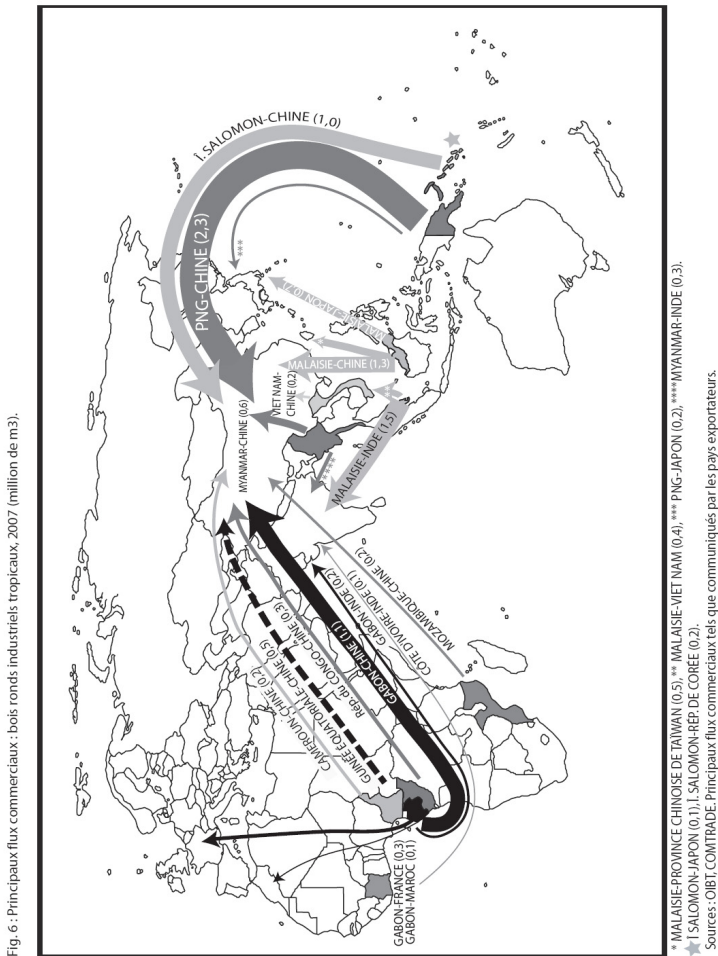 Fig. 6 : Principaux flux commerciaux : bois ronds industriels tropicaux, 2007 (million de m3).
Î. SALOMON-CHINE (1,0)
PNG-CHINE (2,3)
***
MALAISIE-JAPON (0,7)
MALAISIE-CHINE (1,3)
*
VIET NAM-
CHINE (0,2)
MYANMAR-CHINE (0,6)
**
****
MALAISIE-INDE (1,5)
CAMEROUN-CHINE (0,2)
GUINÉE ÉQUATORIALE-CHINE (0,5)
Rép. du CONGO-CHINE (0,3)
GABON-CHINE (1,1)
GABON-INDE (0,2)
CÔTE D'IVOIRE-INDE (0,1)
MOZAMBIQUE-CHINE (0,2)
GABON-FRANCE (0,3)
GABON-MAROC (0,1)
* MALAISIE-PROVINCE CHINOISE DE TAÏWAN (0,5), ** MALAISIE-VIET NAM (0,4), *** PNG-JAPON (0,2), ****MYANMAR-INDE (0,3).
Î SALOMON-JAPON (0,1), Î. SALOMON-RÉP. DE CORÉE (0,2).
Sources : OIBT, COMTRADE. Principaux flux commerciaux tels que communiqués par les pays exportateurs.